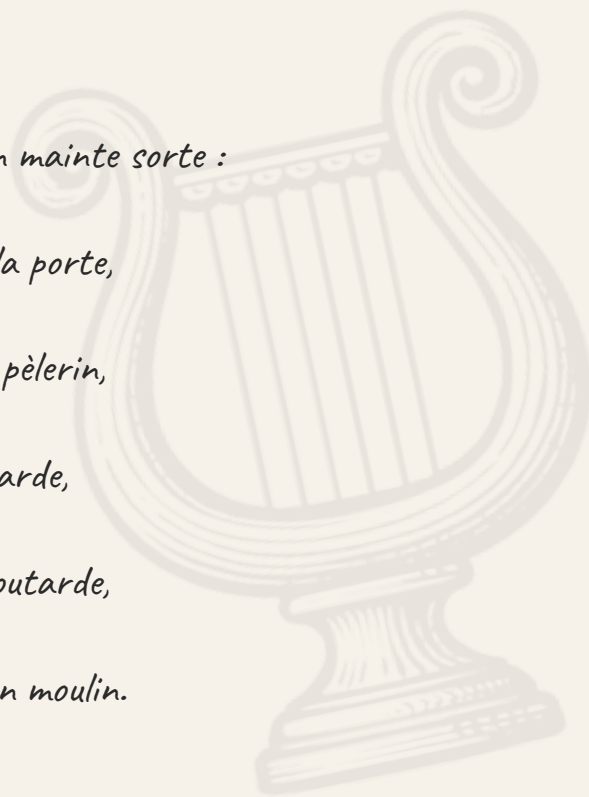 n mainte sorte :
la porte,
pèlerin,
arde,
outarde,
n moulin.